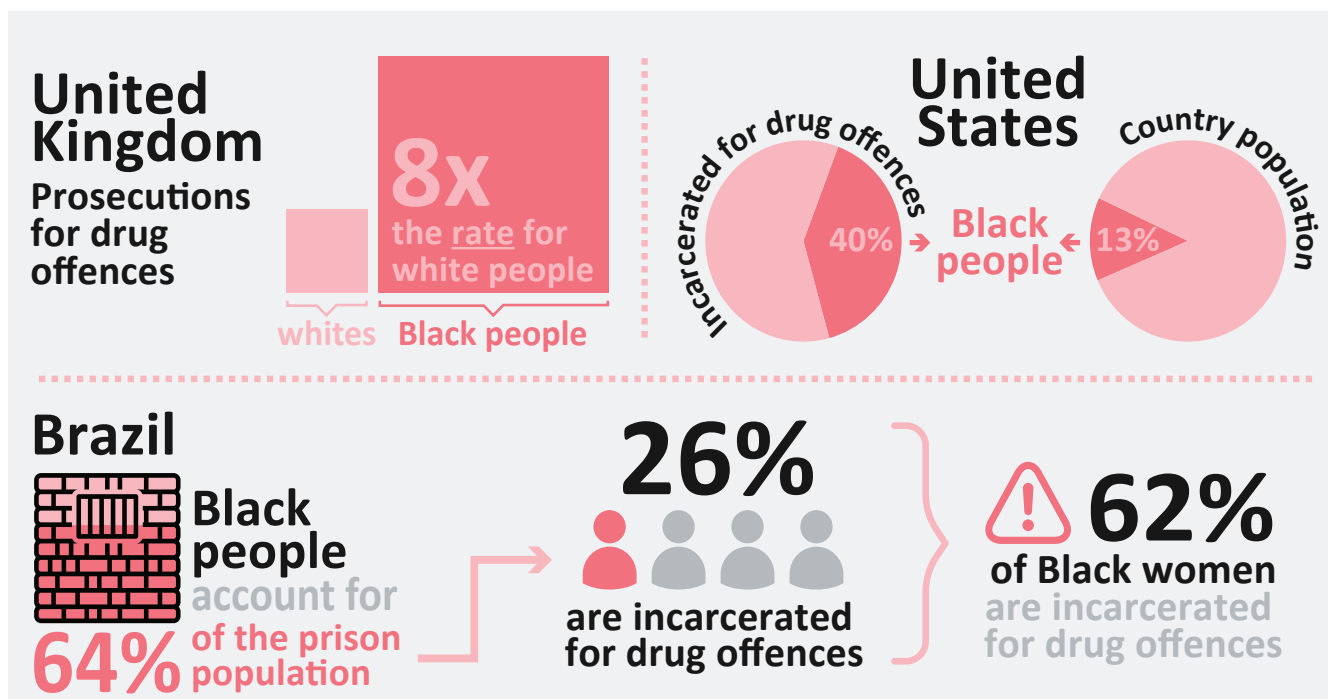 United
Kingdom
Prosecutions
for drug
offences
8x
the rate for
white people
whites
Black people
United
States
Incarcerated for drug offences
40%
Black
people
Country population
13%
Brazil
Black
people
account for
64%
of the prison
population
26%
are incarcerated
for drug offences
62%
of Black women
are incarcerated
for drug offences